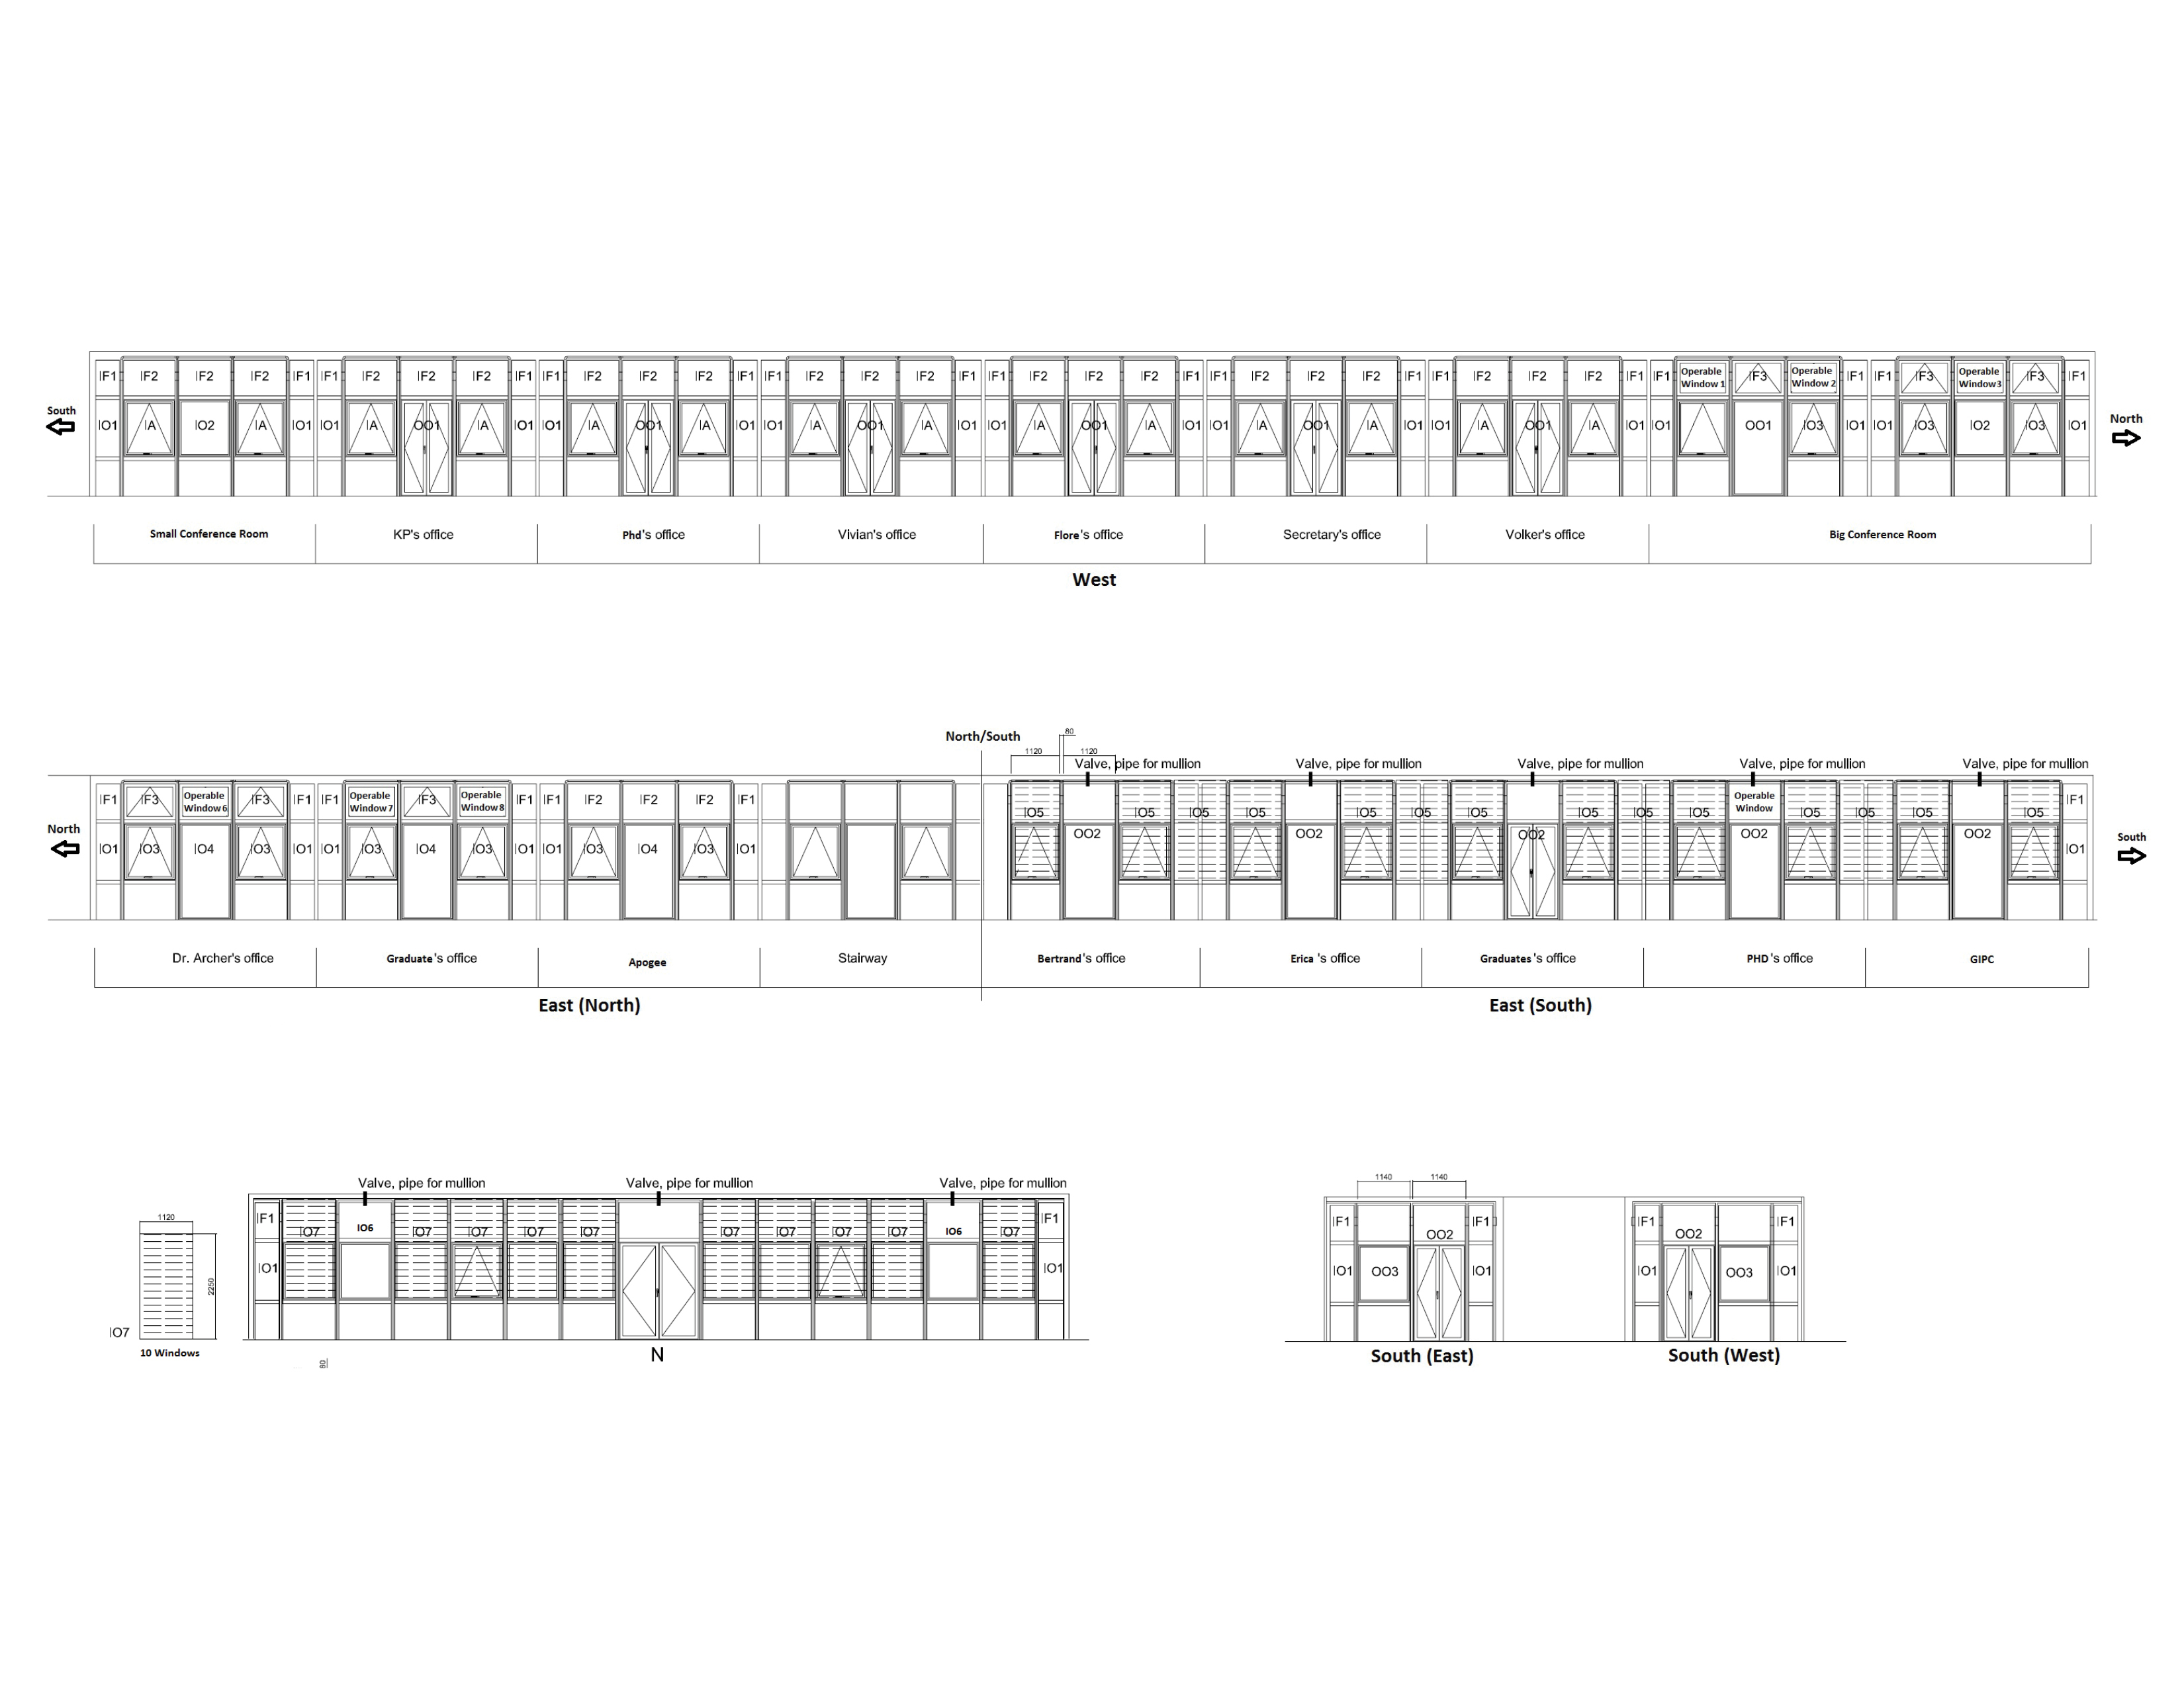 IF1 IF2 IF2 IF2 IF1 IF1 IF2 IF2 IF2 IF1 IF1 IF2 IF2 IF2 IF1 IF1 IF2 IF2 IF2 IF1 IF1 IF2 IF2 IF2 IF1 IF1 IF2 IF2 IF2 IF1 IF1 IF2 IF2 IF2 IF1 IF1 Operable Window 1 IF3 Operable Window 2 IF1 IF1 IF3 Operable Window3 IF3 IF1
South
North
IO1 IA IO2 IA IO1 IO1 IA OO1 IA IO1 IO1 IA OO1 IA IO1 IO1 IA OO1 IA IO1 IO1 IA OO1 IA IO1 IO1 IA OO1 IA IO1 IO1 IA OO1 IA IO1 IO1 OO1 IO3 IO1 IO1 IO3 IO2 IO3 IO1
Small Conference Room KP's office Phd's office Vivian's office Flore's office Secretary's office Volker's office Big Conference Room
West
North/South
80
1120 1120
Valve, pipe for mullion Valve, pipe for mullion Valve, pipe for mullion Valve, pipe for mullion Valve, pipe for mullion
IF1 IF3 Operable Window6 IF3 IF1 IF1 Operable Window7 IF3 Operable Window8 IF1 IF1 IF2 IF2 IF2 IF1 Operable Window IF1
IO5 IO5 IO5 IO5 IO5 IO5 IO5 IO5 IO5 IO5 IO5 IO5 IO5 IO5
North
OO2 OO2 OO2 OO2 OO2
South
IO1 IO3 IO4 IO3 IO1 IO1 IO3 IO4 IO3 IO1 IO1 IO3 IO4 IO3 IO1 IO1
Dr. Archer's office Graduate's office Apogee Stairway Bertrand's office Erica 's office Graduates's office PHD 's office GIPC
East (North) East (South)
Valve, pipe for mullion Valve, pipe for mullion Valve, pipe for mullion
1120
2250
IO7
10 Windows
80
IF1 IO7 IO6 IO7 IO7 IO7 IO7 IO7 IO7 IO7 IO7 IO6 IO7 IF1
IO1 IO1
N
1140 1140
IF1 OO2 IF1 IF1 OO2 IF1
IO1 OO3 IO1 IO1 OO3 IO1
South (East) South (West)